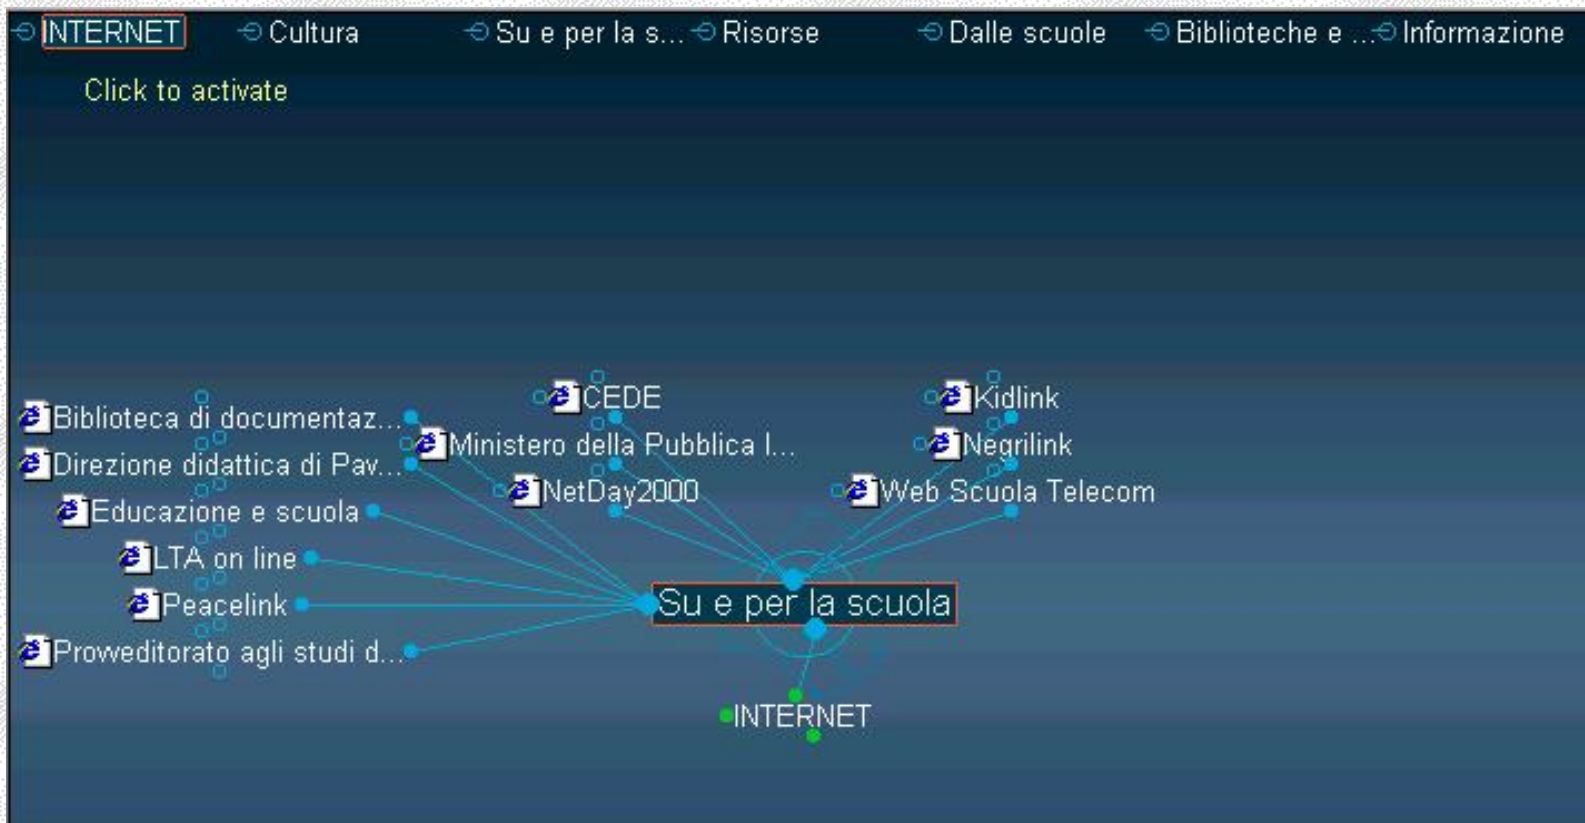 INTERNET Cultura Su e per la s... Risorse Dalle scuole Biblioteche e ... Informazione
Click to activate
CEDE
Kidlink
Biblioteca di documentaz...
Ministero della Pubblica I...
Negrilink
Direzione didattica di Pav...
NetDay2000
Web Scuola Telecom
Educazione e scuola
LTA on line
Peacelink
Su e per la scuola
Provveditorato agli studi d...
INTERNET